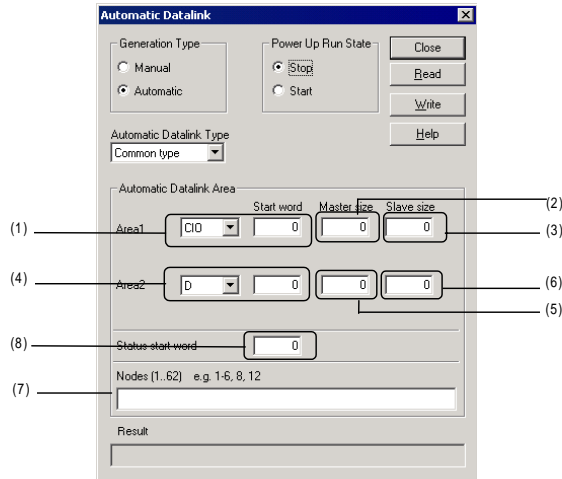 Automatic Datalink
Generation Type
Manual
Automatic
Power Up Run State
Stop
Start
Close
Read
Write
Help
Automatic Datalink Type
Common type
Automatic Datalink Area
Start word Master size Slave size
(1) Area1 CIO 0 0 0
(2)
(3)
(4) Area2 D 0 0 0
(6)
(5)
(8) Status start word 0
Nodes (1..62) e.g. 1-6, 8, 12
(7)
Result